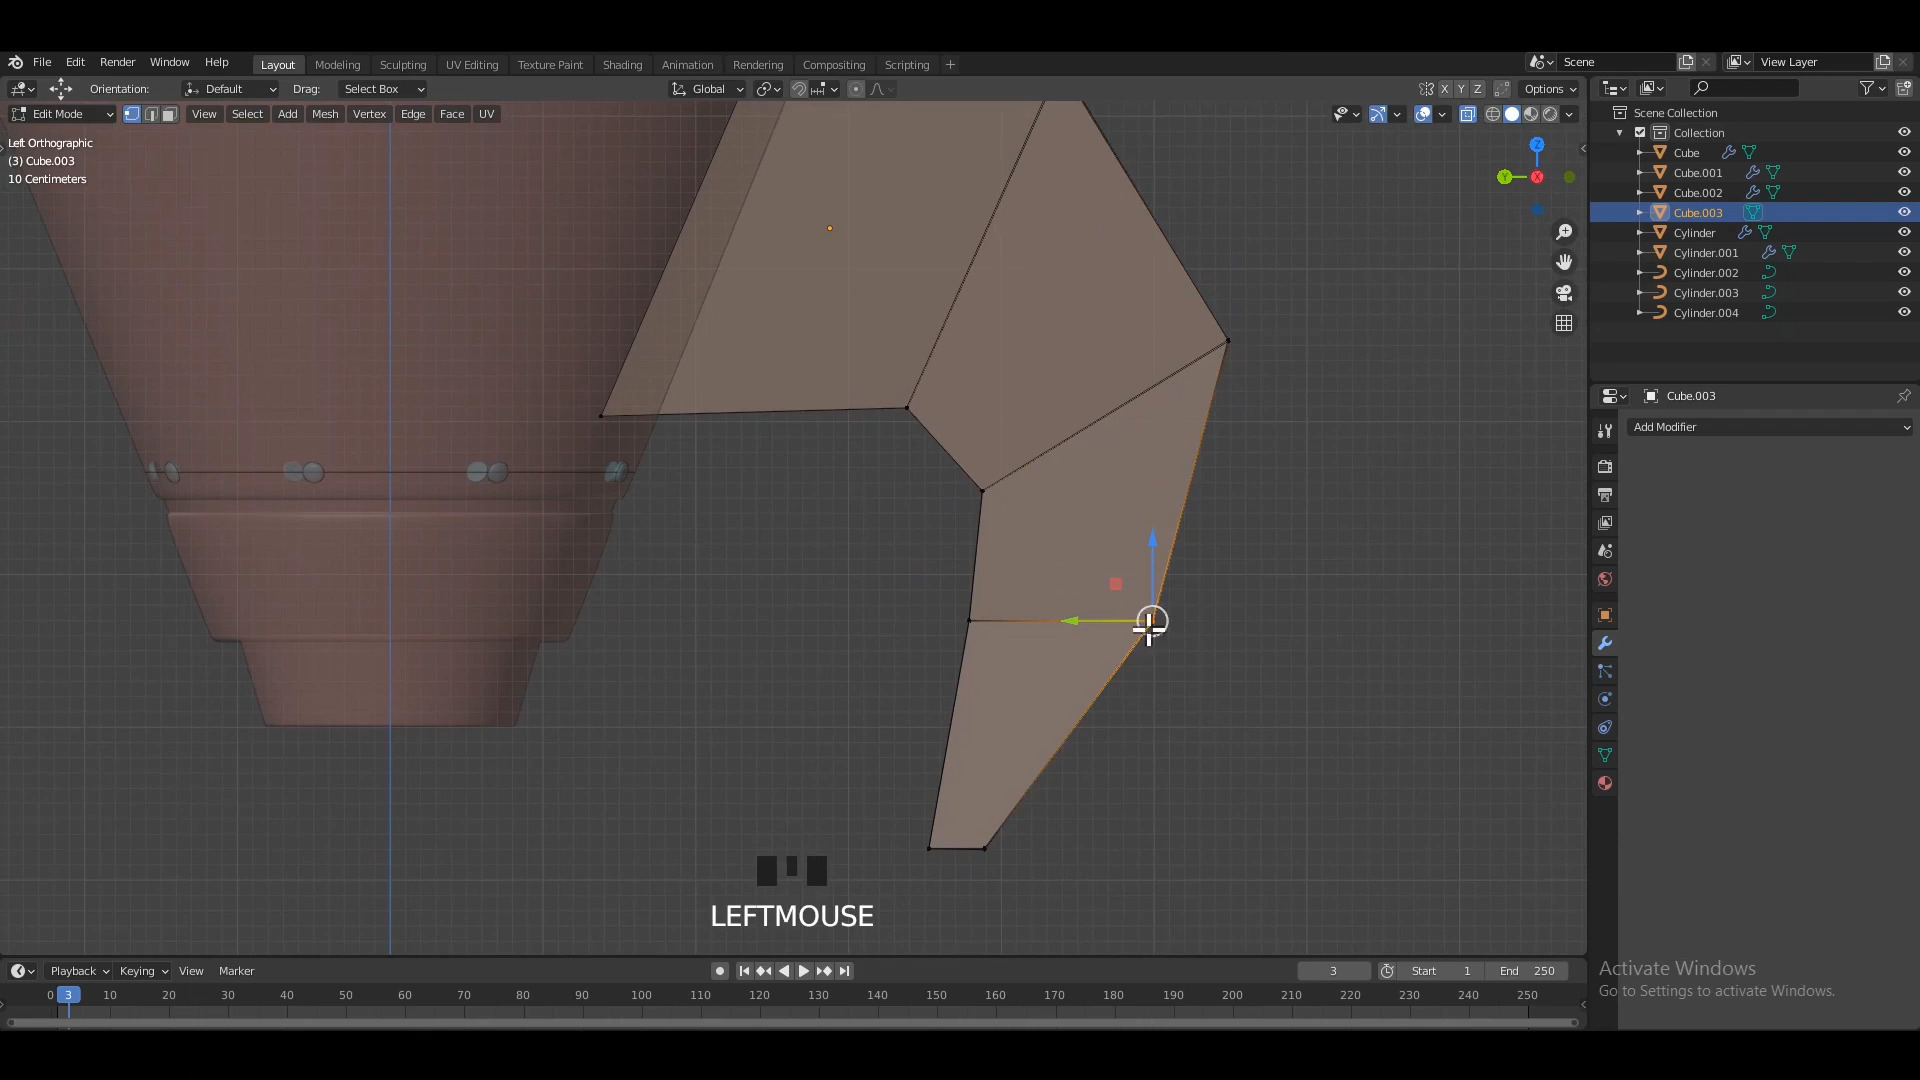 File Edit Render Window Help Layout Modeling Sculpting UV Editing Texture Paint Shading Animation Rendering Compositing Scripting + Scene View Layer
Orientation: Default Drag: Select Box Global X Y Z Options
Edit Mode View Select Add Mesh Vertex Edge Face UV
Left Orthographic
(3) Cube.003
10 Centimeters
Z
Y
X
Scene Collection
Collection
Cube
Cube.001
Cube.002
Cube.003
Cylinder
Cylinder.001
Cylinder.002
Cylinder.003
Cylinder.004
Cube.003
Add Modifier
LEFTMOUSE
Playback Keying View Marker 3 Start 1 End 250
0 3 10 20 30 40 50 60 70 80 90 100 110 120 130 140 150 160 170 180 190 200 210 220 230 240 250
Activate Windows
Go to Settings to activate Windows.